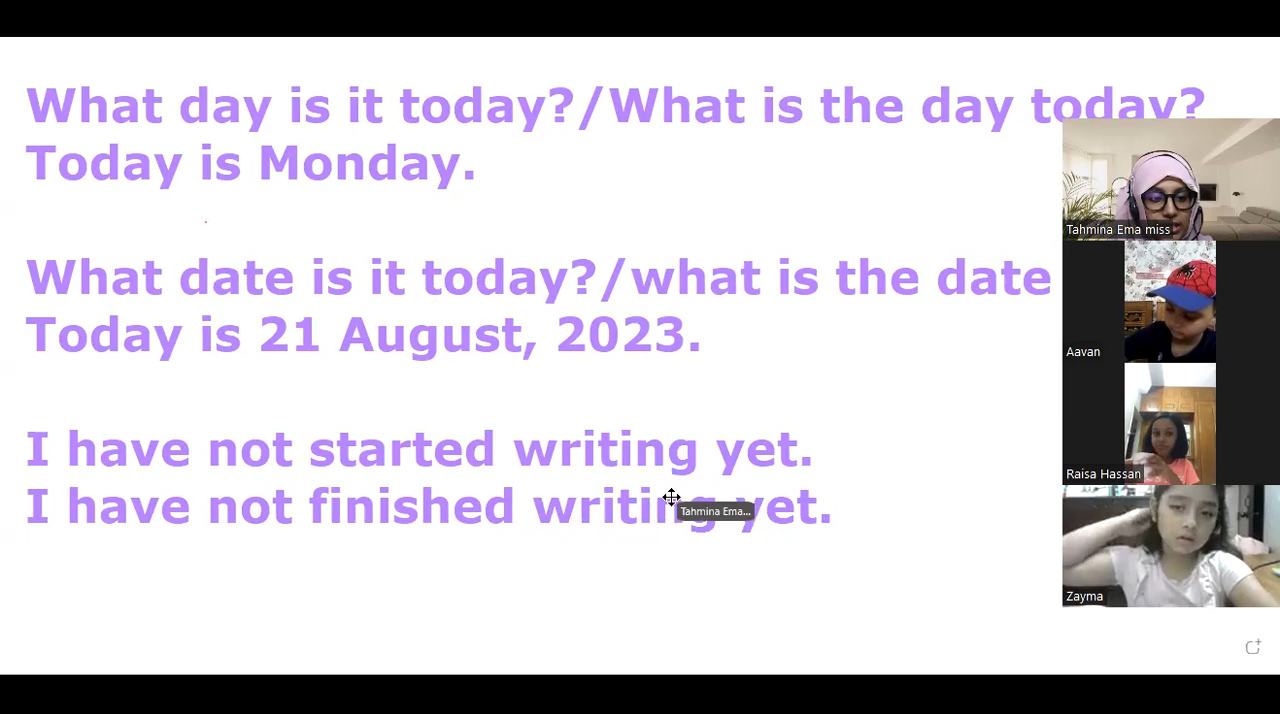 What day is it today?/What is the day today?
Today is Monday.
What date is it today?/what is the date
Today is 21 August, 2023.
I have not started writing yet.
I have not finished writing yet.
Tahmina Ema...
Tahmina Ema miss
Aavan
Raisa Hassan
Zayma